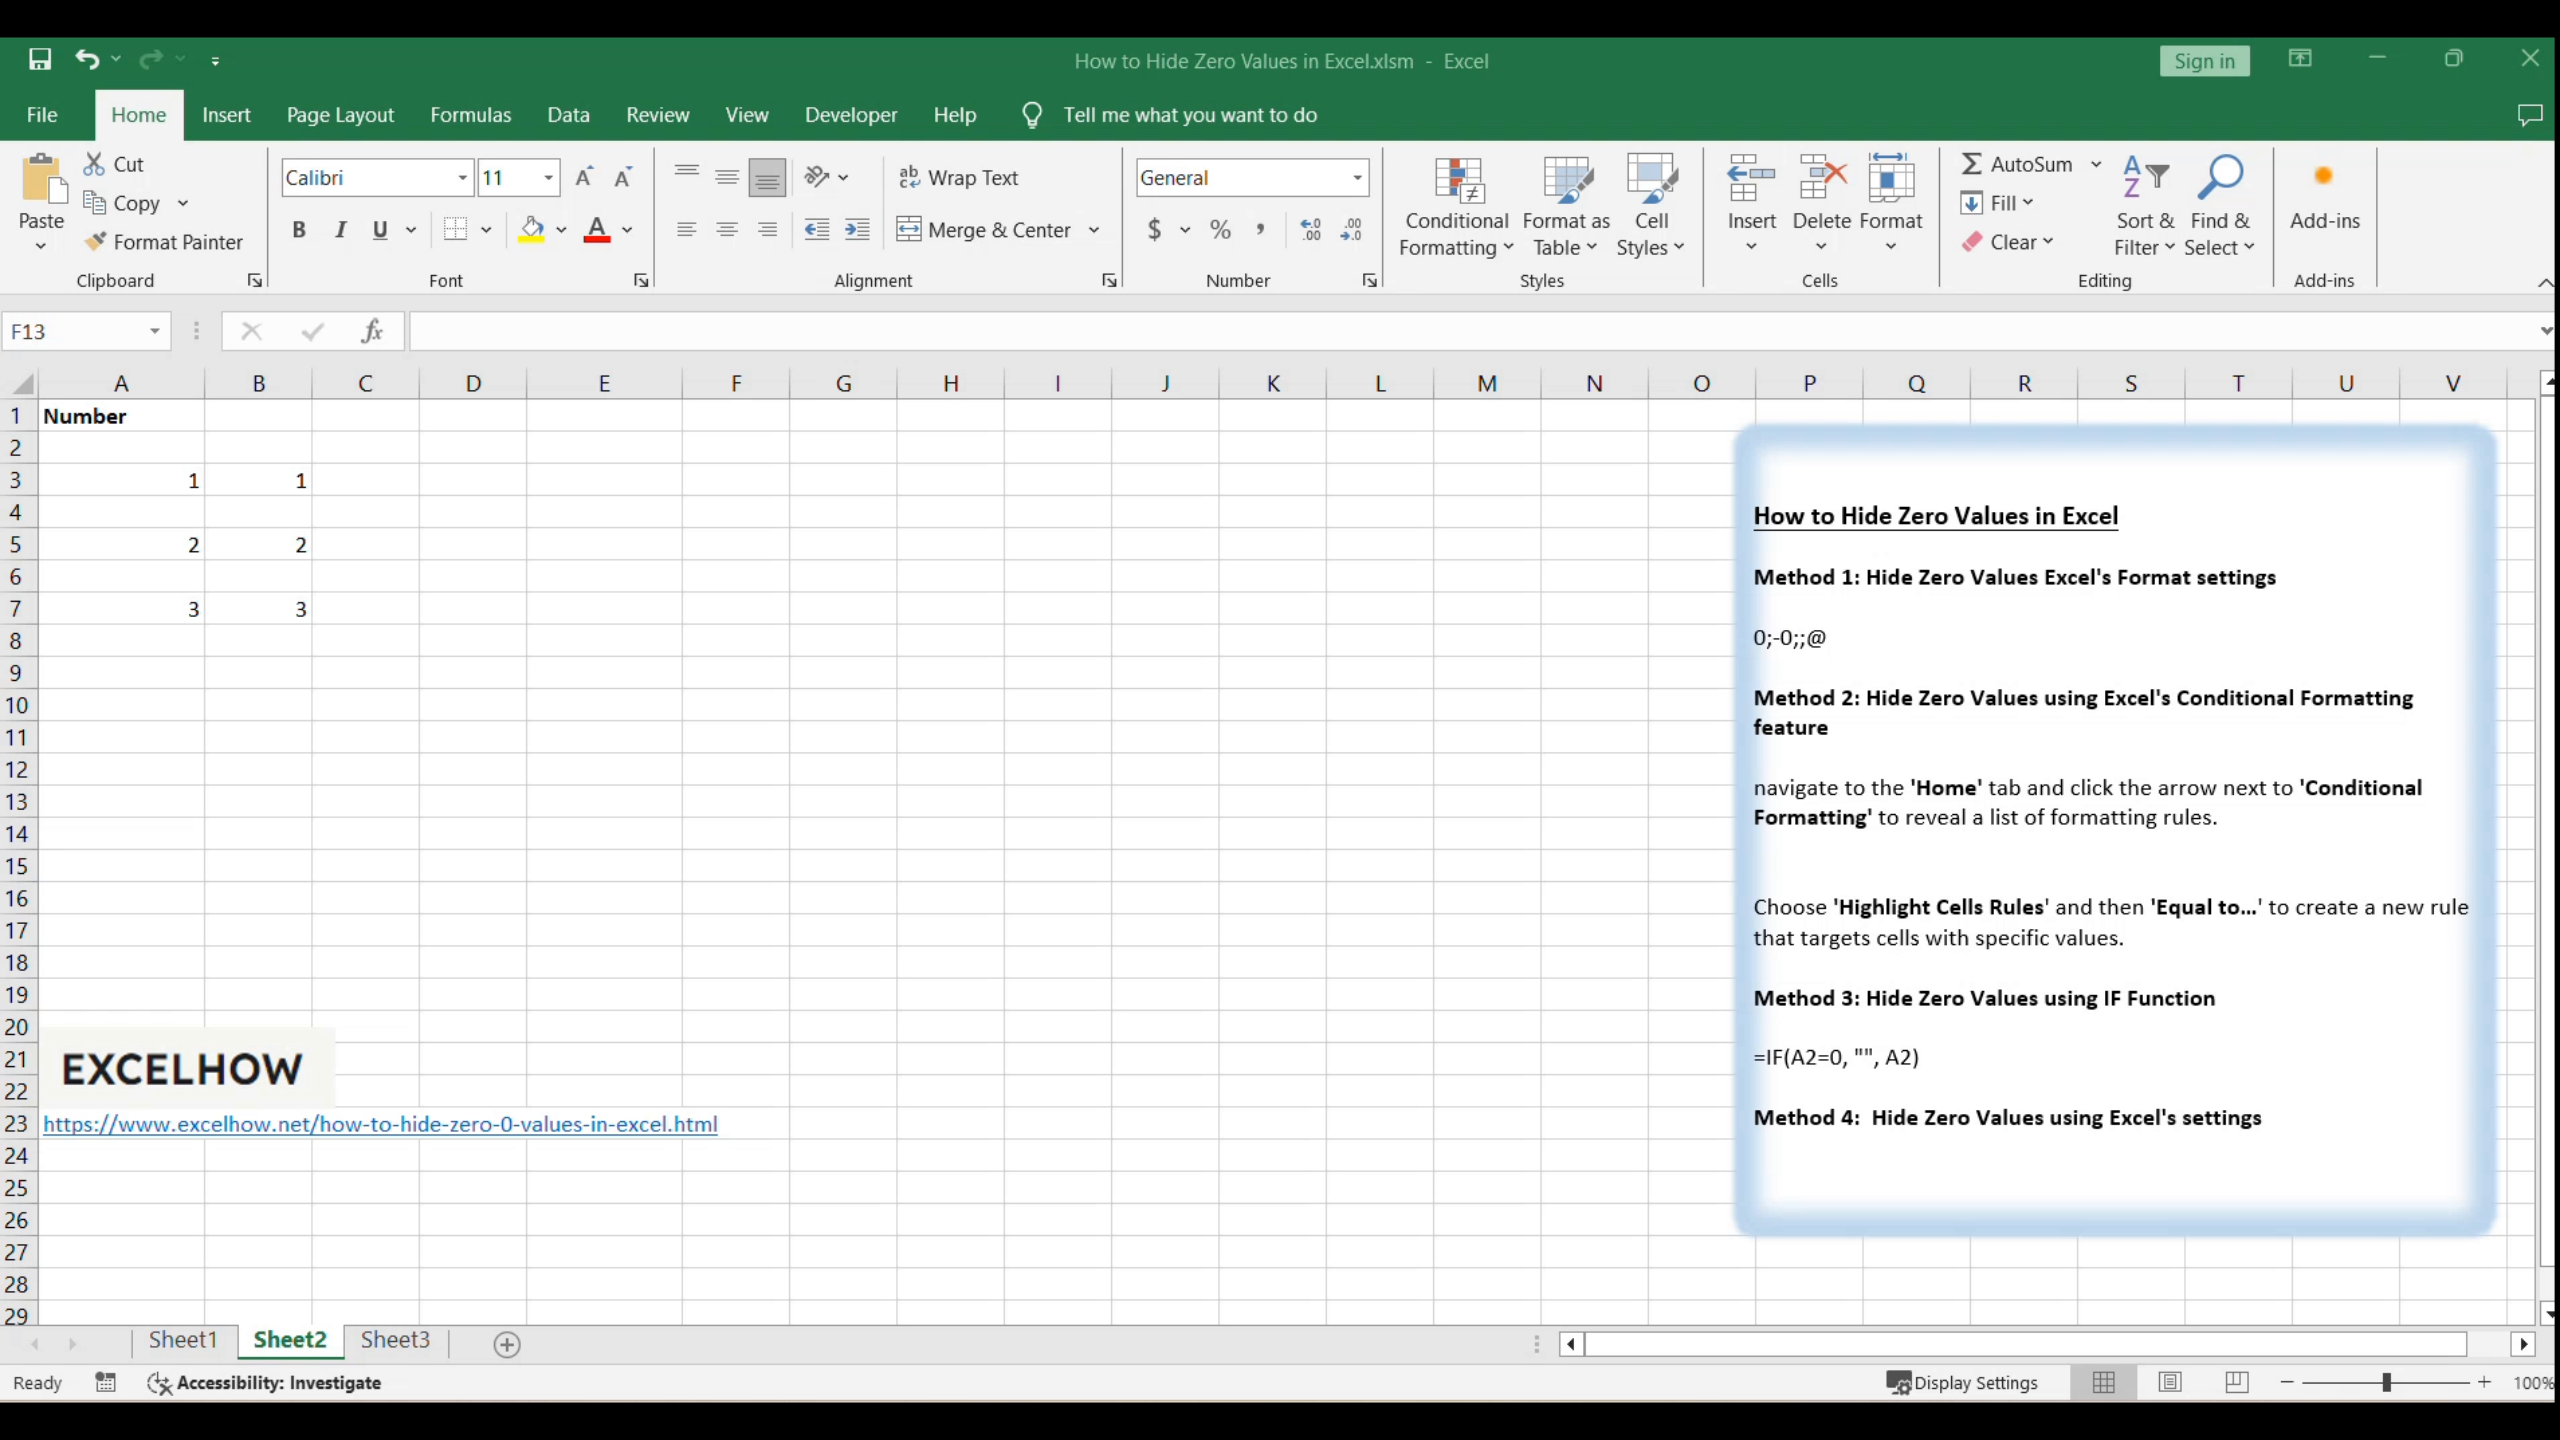 How to Hide Zero Values in Excel.xlsm - Excel
Sign in
File Home Insert Page Layout Formulas Data Review View Developer Help Tell me what you want to do
Paste
Cut
Copy
Format Painter
Clipboard
Calibri 11
B I U
Font
Wrap Text
Merge & Center
Alignment
General
$ % ,
Number
Conditional
Formatting
Format as
Table
Cell
Styles
Styles
Insert Delete Format
Cells
AutoSum
Fill
Clear
Sort &
Filter
Find &
Select
Editing
Add-ins
Add-ins
F13
fx
A B C D E F G H I J K L M N O P Q R S T U V
1 Number
2
3 1 1
4
5 2 2
6
7 3 3
8
9
10
11
12
13
14
15
16
17
18
19
20
21 EXCELHOW
22
23 https://www.excelhow.net/how-to-hide-zero-0-values-in-excel.html
24
25
26
27
28
29
How to Hide Zero Values in Excel
Method 1: Hide Zero Values Excel's Format settings
0;-0;;@
Method 2: Hide Zero Values using Excel's Conditional Formatting
feature
navigate to the 'Home' tab and click the arrow next to 'Conditional
Formatting' to reveal a list of formatting rules.
Choose 'Highlight Cells Rules' and then 'Equal to...' to create a new rule
that targets cells with specific values.
Method 3: Hide Zero Values using IF Function
=IF(A2=0, "", A2)
Method 4:  Hide Zero Values using Excel's settings
Sheet1 Sheet2 Sheet3
Ready Accessibility: Investigate Display Settings 100%